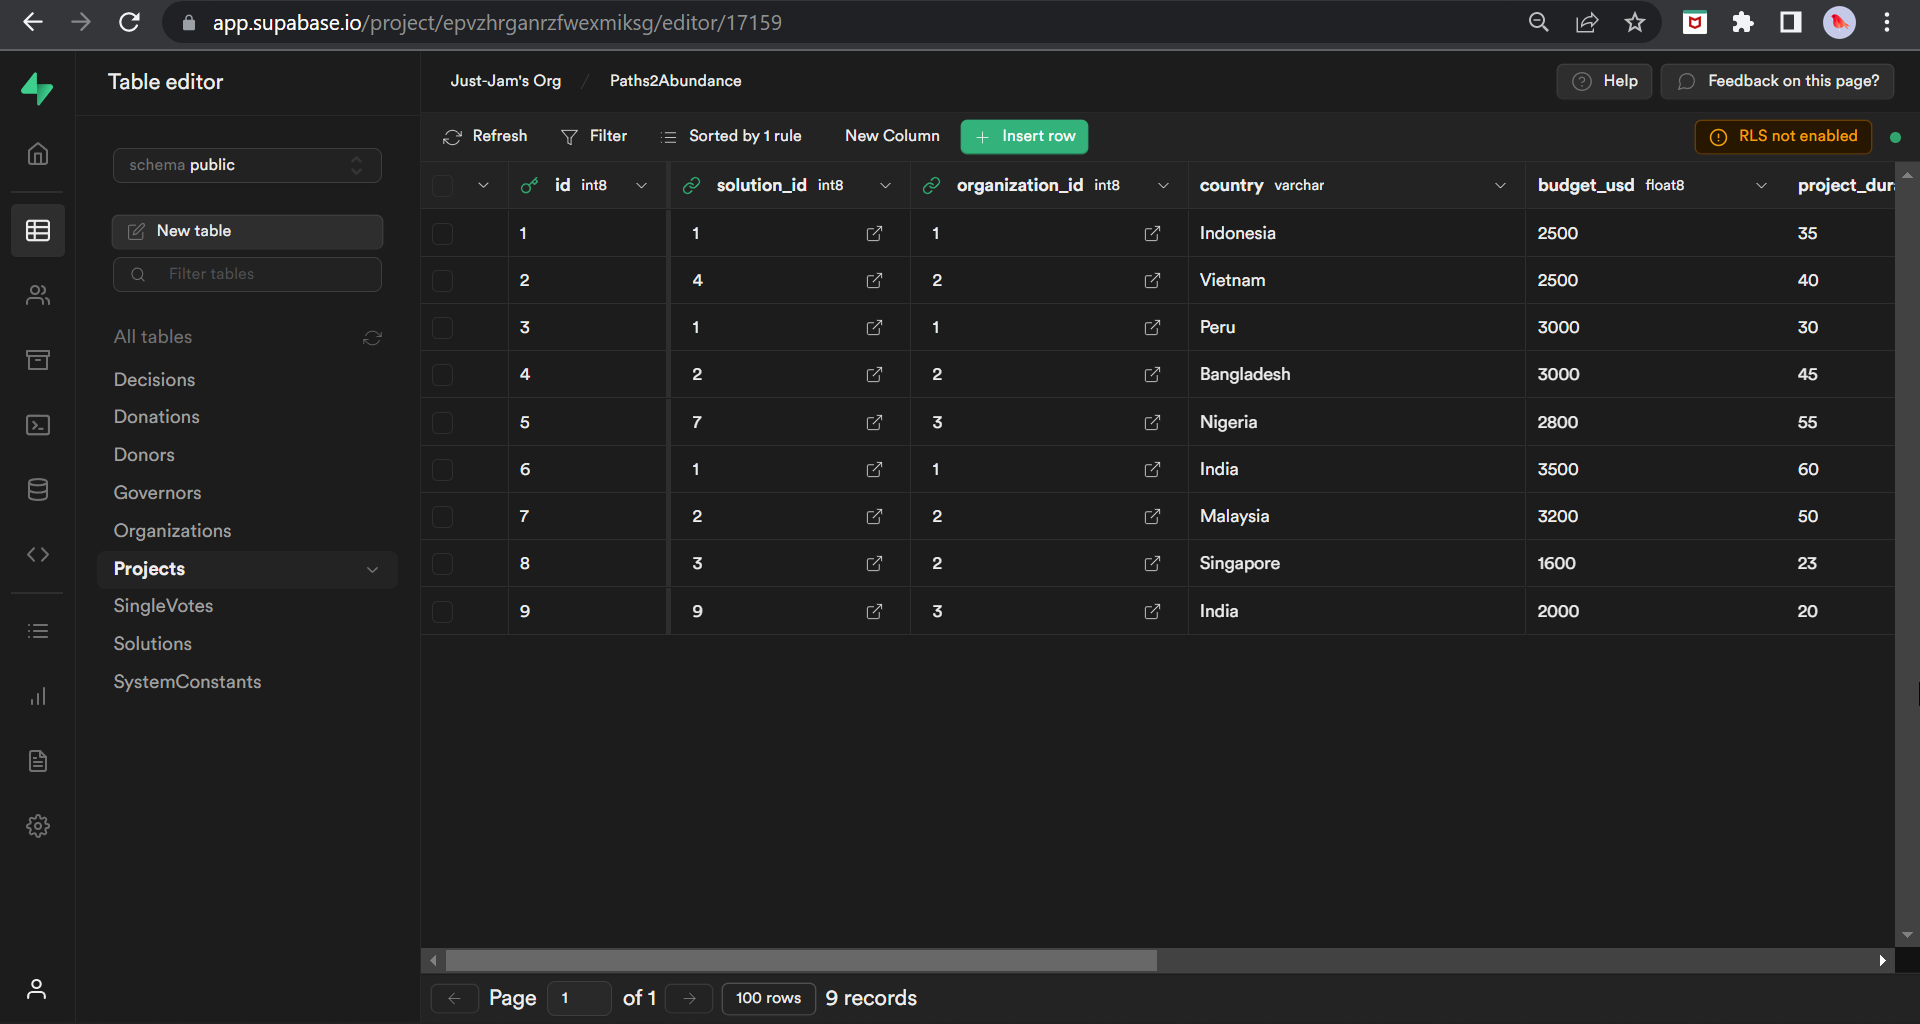 app.supabase.io/project/epvzhrganrzfwexmiksg/editor/17159
Table editor
Just-Jam's Org / Paths2Abundance
Help
Feedback on this page?
Refresh Filter Sorted by 1 rule New Column + Insert row
RLS not enabled
schema public
New table
Filter tables
All tables
Decisions
Donations
Donors
Governors
Organizations
Projects
SingleVotes
Solutions
SystemConstants
id int8 solution_id int8 organization_id int8 country varchar budget_usd float8 project_dur
1 1 1 Indonesia 2500 35
2 4 2 Vietnam 2500 40
3 1 1 Peru 3000 30
4 2 2 Bangladesh 3000 45
5 7 3 Nigeria 2800 55
6 1 1 India 3500 60
7 2 2 Malaysia 3200 50
8 3 2 Singapore 1600 23
9 9 3 India 2000 20
Page 1 of 1 100 rows 9 records